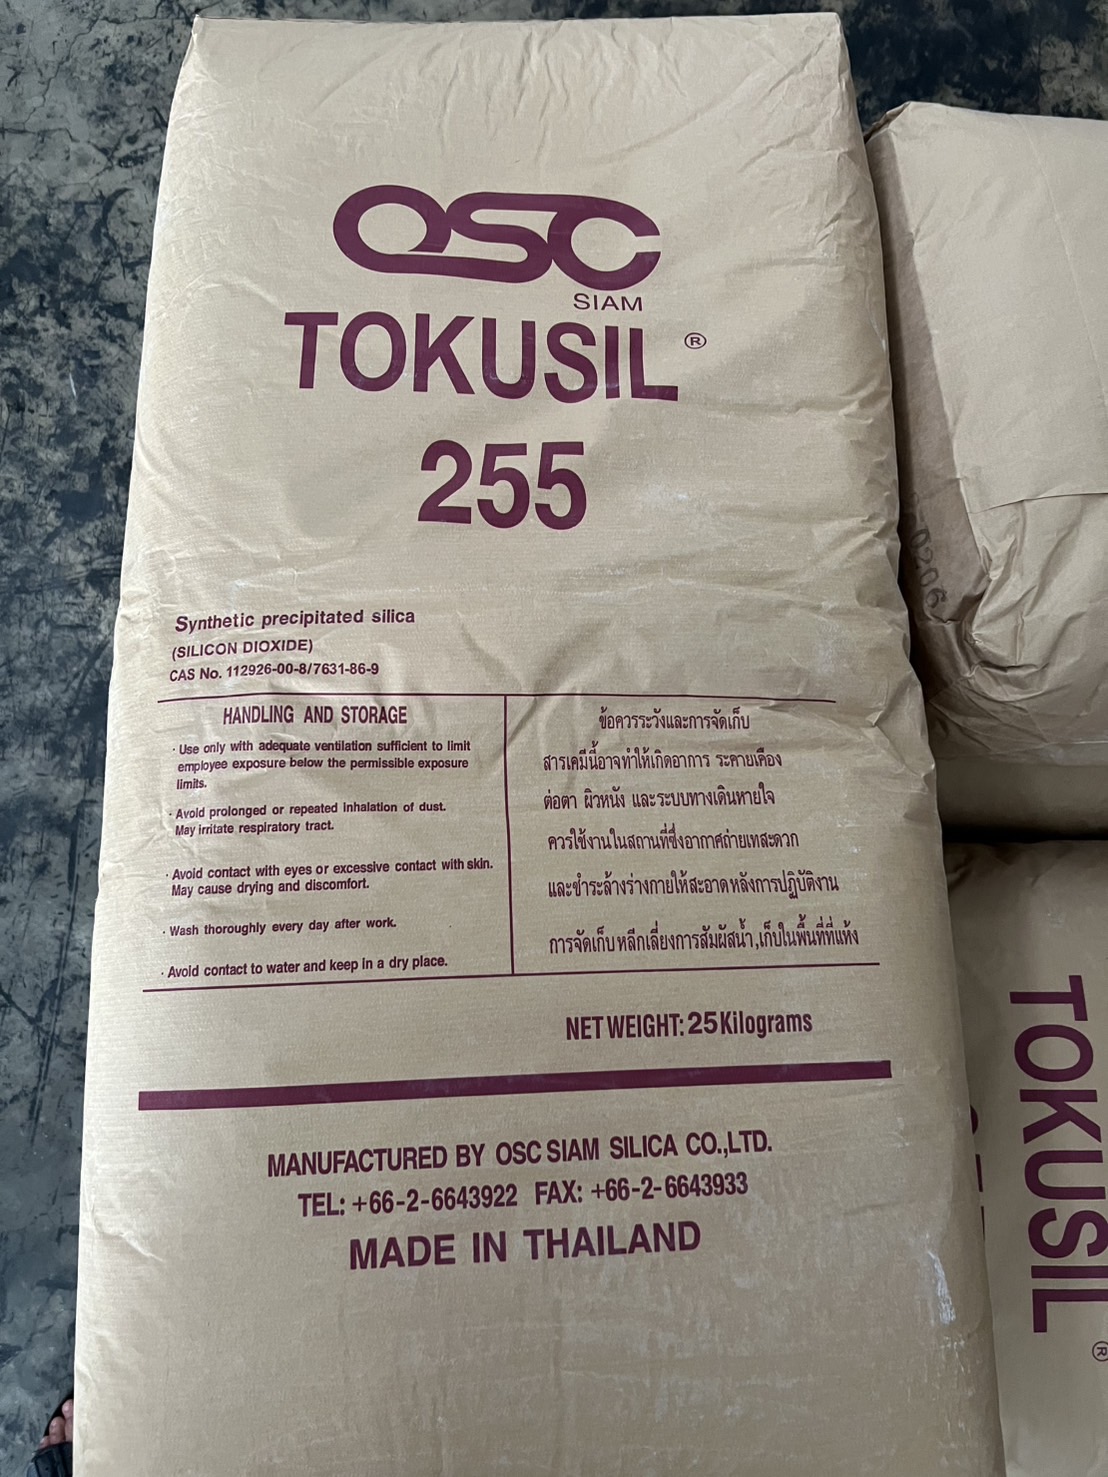 OSC
SIAM
TOKUSIL ®
255
Synthetic precipitated silica
(SILICON DIOXIDE)
CAS No. 112926-00-8/7631-86-9
HANDLING AND STORAGE
· Use only with adequate ventilation sufficient to limit
employee exposure below the permissible exposure
limits.
· Avoid prolonged or repeated inhalation of dust.
May irritate respiratory tract.
· Avoid contact with eyes or excessive contact with skin.
May cause drying and discomfort.
· Wash thoroughly every day after work.
· Avoid contact to water and keep in a dry place.
ข้อควรระวังและการจัดเก็บ
สารเคมีนี้อาจทำให้เกิดอาการ ระคายเคือง
ต่อตา ผิวหนัง และระบบทางเดินหายใจ
ควรใช้งานในสถานที่ซึ่งอากาศถ่ายเทสะดวก
และชำระล้างร่างกายให้สะอาดหลังการปฏิบัติงาน
การจัดเก็บหลีกเลี่ยงการสัมผัสน้ำ,เก็บในพื้นที่ที่แห้ง
NET WEIGHT: 25 Kilograms
MANUFACTURED BY OSC SIAM SILICA CO.,LTD.
TEL: +66-2-6643922 FAX: +66-2-6643933
MADE IN THAILAND
0206
TOKUSIL ®